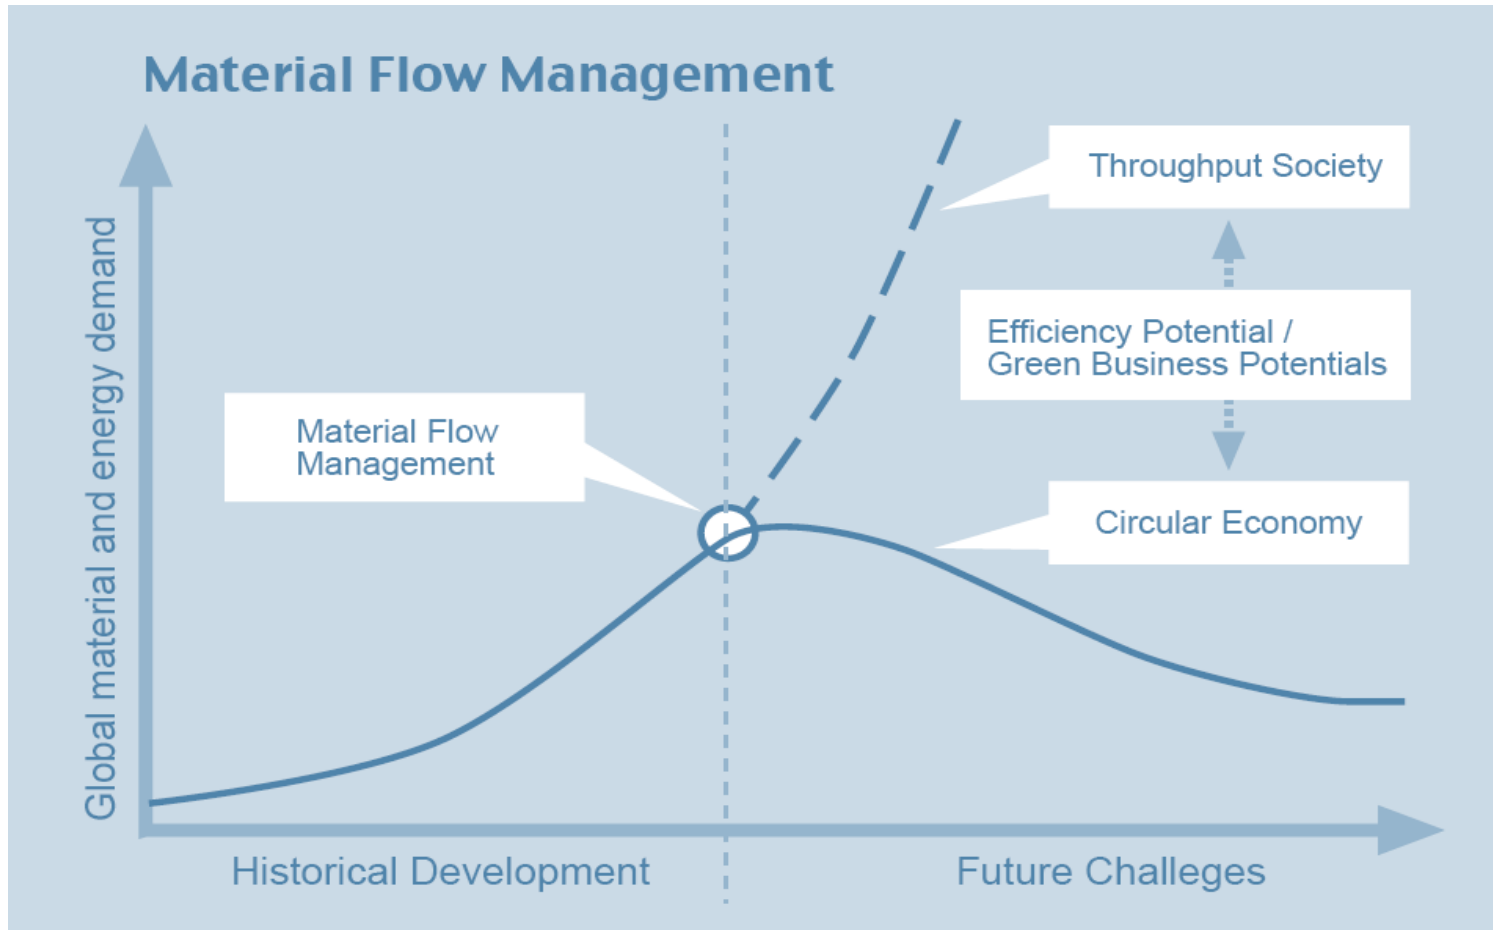 Material Flow Management
Global material and energy demand
Throughput Society
Efficiency Potential /
Green Business Potentials
Material Flow
Management
Circular Economy
Historical Development
Future Challeges